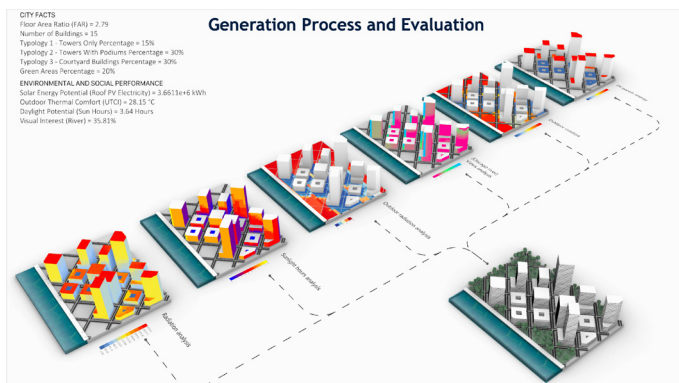 CITY FACTS
Floor Area Ratio (FAR) = 2.79
Number of Buildings = 15
Typology 1 - Towers Only Percentage = 15%
Typology 2 - Towers With Podiums Percentage = 30%
Typology 3 - Courtyard Buildings Percentage = 30%
Green Areas Percentage = 20%
ENVIRONMENTAL AND SOCIAL PERFORMANCE
Solar Energy Potential (Roof PV Electricity) = 3.6611e+6 kWh
Outdoor Thermal Comfort (UTCI) = 28.15 °C
Daylight Potential (Sun Hours) = 3.64 Hours
Visual Interest (River) = 35.81%
Generation Process and Evaluation
Outdoor radiation analysis
Sunlight hours analysis
Radiation analysis